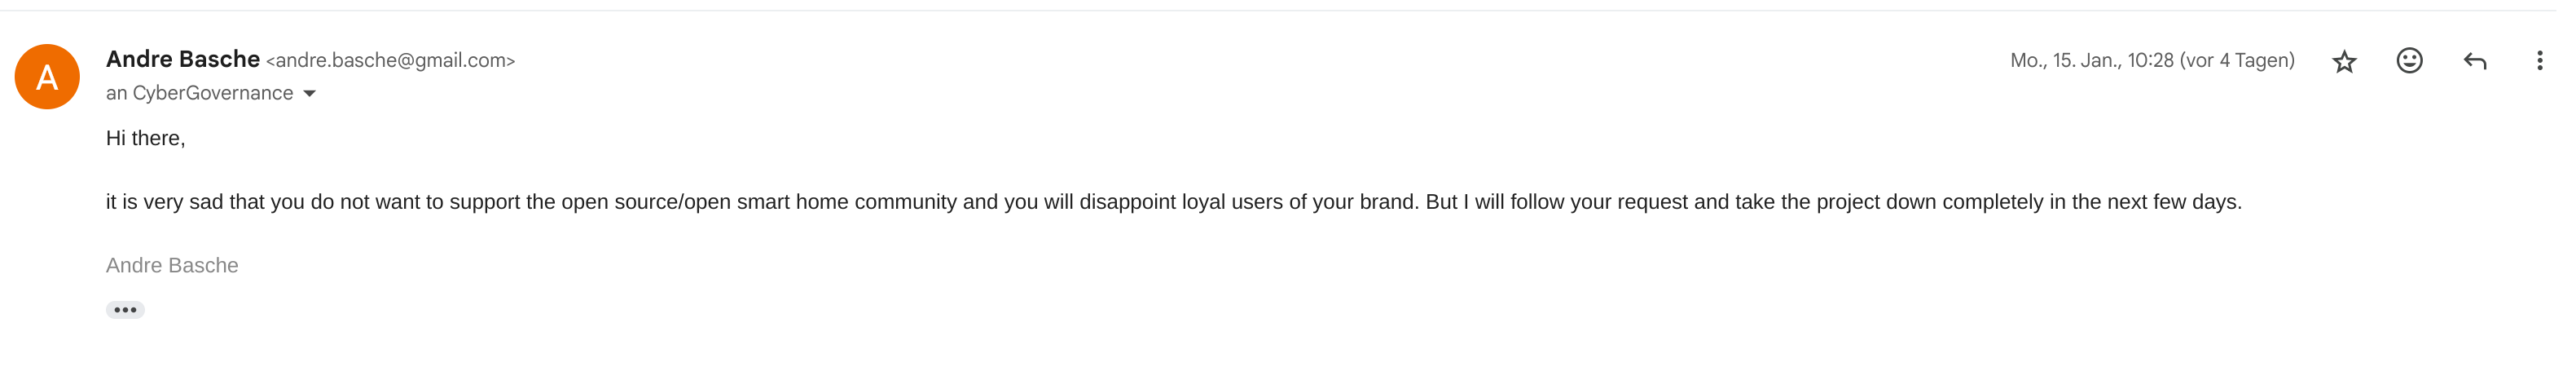 Andre Basche <andre.basche@gmail.com> Mo., 15. Jan., 10:28 (vor 4 Tagen)
A
an CyberGovernance
Hi there,
it is very sad that you do not want to support the open source/open smart home community and you will disappoint loyal users of your brand. But I will follow your request and take the project down completely in the next few days.
Andre Basche